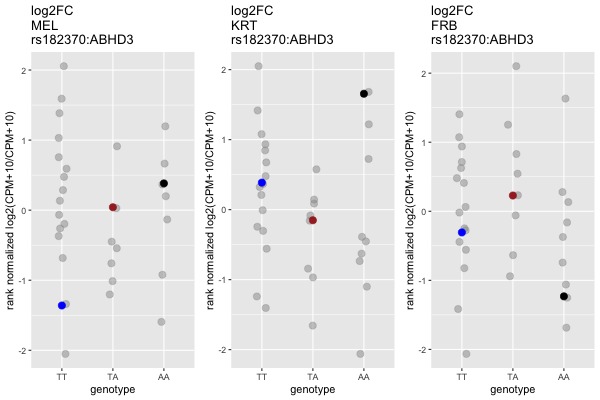 log2FC
MEL
rs182370:ABHD3
rank normalized log2(CPM+10/CPM+10)
2
1
0
-1
-2
TT
TA
AA
genotype
log2FC
KRT
rs182370:ABHD3
rank normalized log2(CPM+10/CPM+10)
2
1
0
-1
-2
TT
TA
AA
genotype
log2FC
FRB
rs182370:ABHD3
rank normalized log2(CPM+10/CPM+10)
2
1
0
-1
-2
TT
TA
AA
genotype